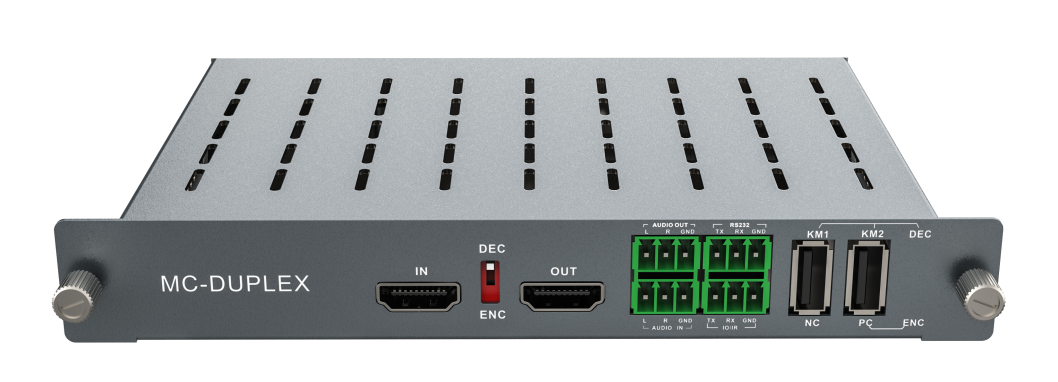 MC-DUPLEX
IN
DEC
ENC
OUT
AUDIO OUT
L R GND
RS232
TX RX GND
L R GND
AUDIO IN
TX RX GND
IO/IR
KM1 KM2 DEC
NC PC ENC